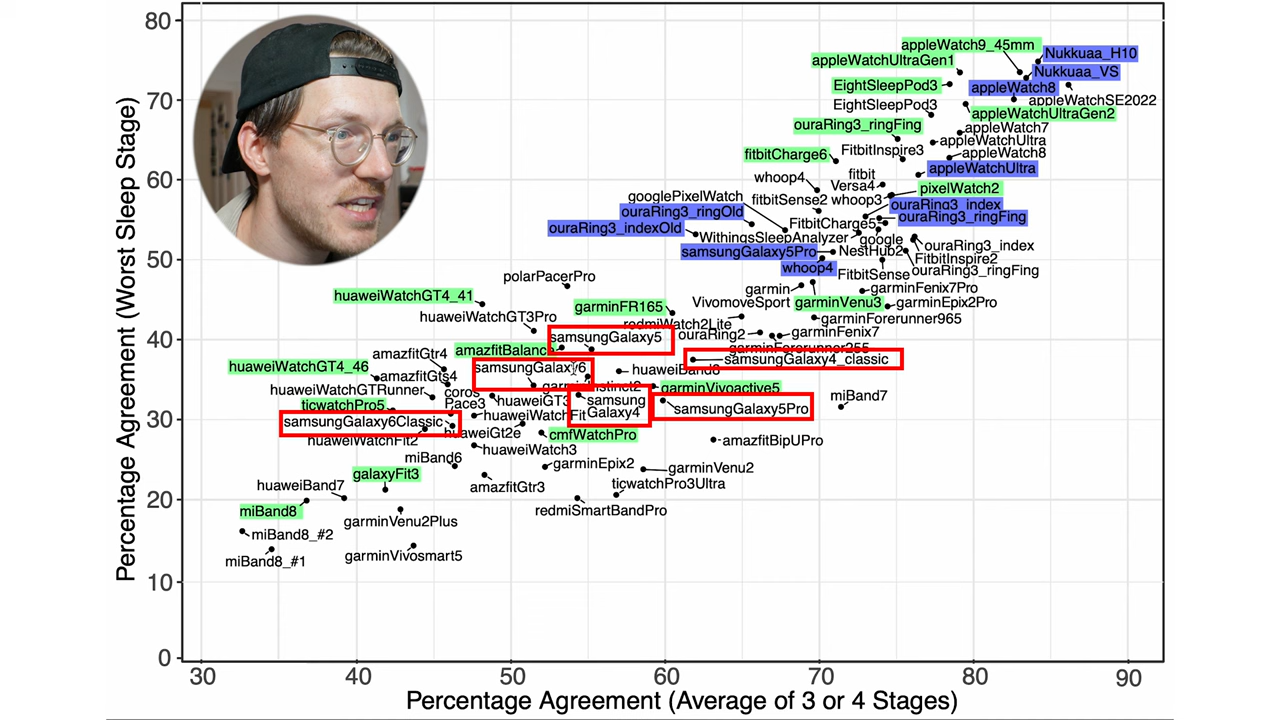 80
70
60
50
40
30
20
10
0
30
40
50
60
70
80
90
Percentage Agreement (Worst Sleep Stage)
Percentage Agreement (Average of 3 or 4 Stages)
appleWatch9_45mm
Nukkuaa_H10
appleWatchUltraGen1
Nukkuaa_VS
EightSleepPod3
appleWatch8
appleWatchSE2022
EightSleepPod3
appleWatchUltraGen2
ouraRing3_ringFing
appleWatch7
appleWatchUltra
fitbitCharge6
FitbitInspire3
appleWatch8
appleWatchUltra
whoop4
fitbit
Versa4
pixelWatch2
googlePixelWatch
fitbitSense2
whoop3
ouraRing3_index
ouraRing3_ringOld
ouraRing3_ringFing
ouraRing3_indexOld
FitbitCharge5
WithingsSleepAnalyzer
google
NestHub2
ouraRing3_index
samsungGalaxy5Pro
FitbitInspire2
whoop4
FitbitSense
ouraRing3_ringFing
polarPacerPro
garmin
VivomoveSport
garminFenix7Pro
huaweiWatchGT4_41
garminVenu3
garminEpix2Pro
garminFR165
huaweiWatchGT3Pro
redmiWatch2Lite
garminForerunner965
samsungGalaxy5
ouraRing2
garminFenix7
amazfitBalance
garminForerunner255
amazfitGtr4
samsungGalaxy4_classic
huaweiWatchGT4_46
amazfitGts4
samsungGalaxy6
huaweiBand8
huaweiWatchGTRunner
coros
Pace3
garminInstinct2
garminVivoactive5
miBand7
ticwatchPro5
huaweiGT3
samsung
Galaxy4
samsungGalaxy5Pro
samsungGalaxy6Classic
huaweiWatchFit
huaweiWatchFit2
huaweiGt2e
cmfWatchPro
amazfitBipUPro
miBand6
huaweiWatch3
galaxyFit3
garminEpix2
garminVenu2
huaweiBand7
amazfitGtr3
ticwatchPro3Ultra
miBand8
redmiSmartBandPro
garminVenu2Plus
miBand8_#2
miBand8_#1
garminVivosmart5